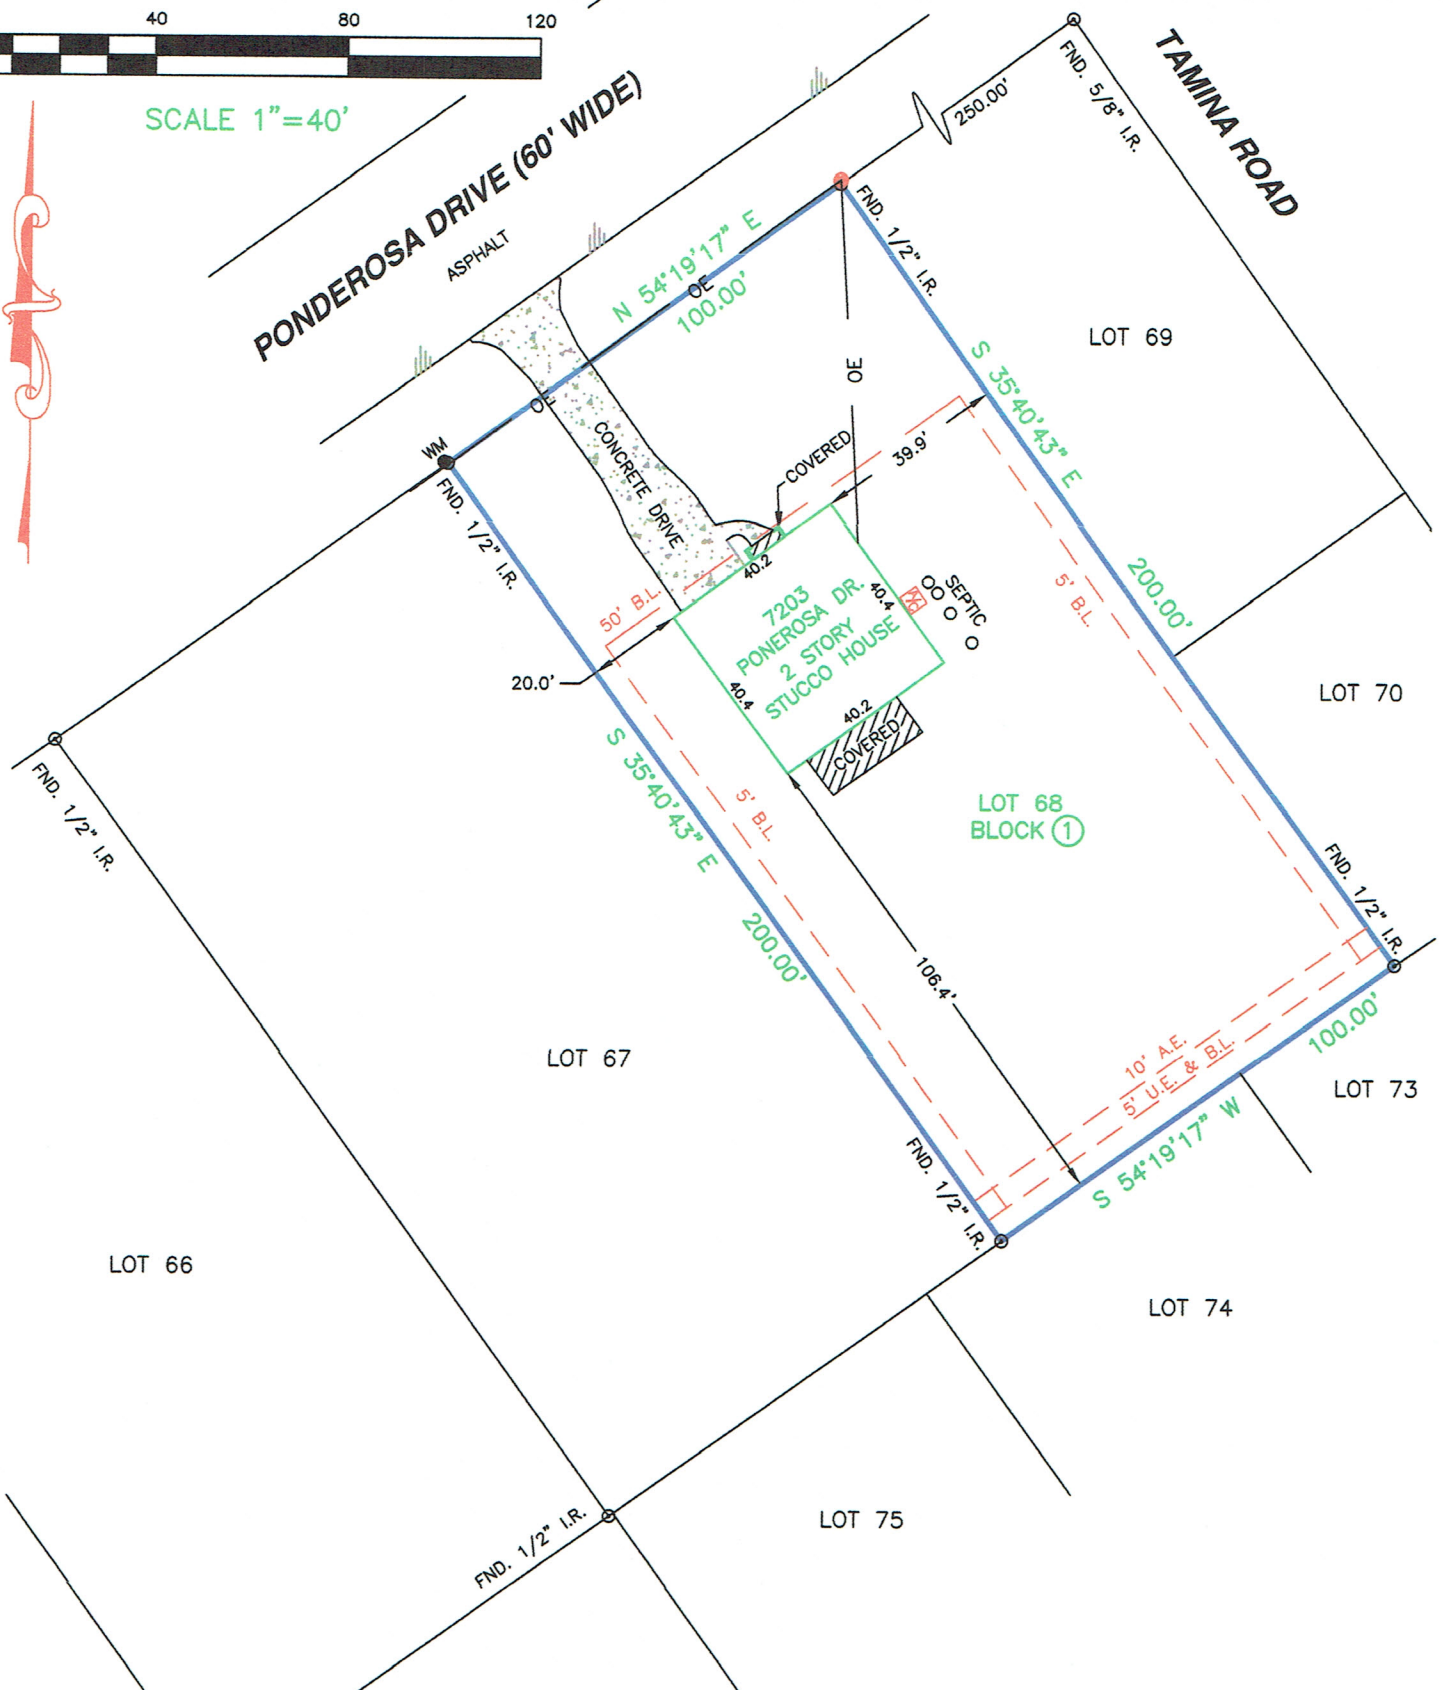 40 80 120
SCALE 1"=40'
PONDEROSA DRIVE (60' WIDE)
ASPHALT
TAMINA ROAD
FND. 5/8" I.R.
250.00'
N 54°19'17" E
100.00'
OE
OE
OE
FND. 1/2" I.R.
WM
FND. 1/2" I.R.
LOT 69
S 35°40'43" E
200.00'
CONCRETE DRIVE
COVERED
39.9'
50' B.L.
20.0'
40.2
40.4
7203
PONEROSA DR.
2 STORY
STUCCO HOUSE
40.4
40.2
A/C
SEPTIC
COVERED
5' B.L.
LOT 70
FND. 1/2" I.R.
S 35°40'43" E
200.00'
5' B.L.
LOT 68
BLOCK 1
FND. 1/2" I.R.
106.4'
10' A.E.
5' U.E. & B.L.
100.00'
S 54°19'17" W
LOT 67
LOT 73
FND. 1/2" I.R.
LOT 66
LOT 74
LOT 75
FND. 1/2" I.R.